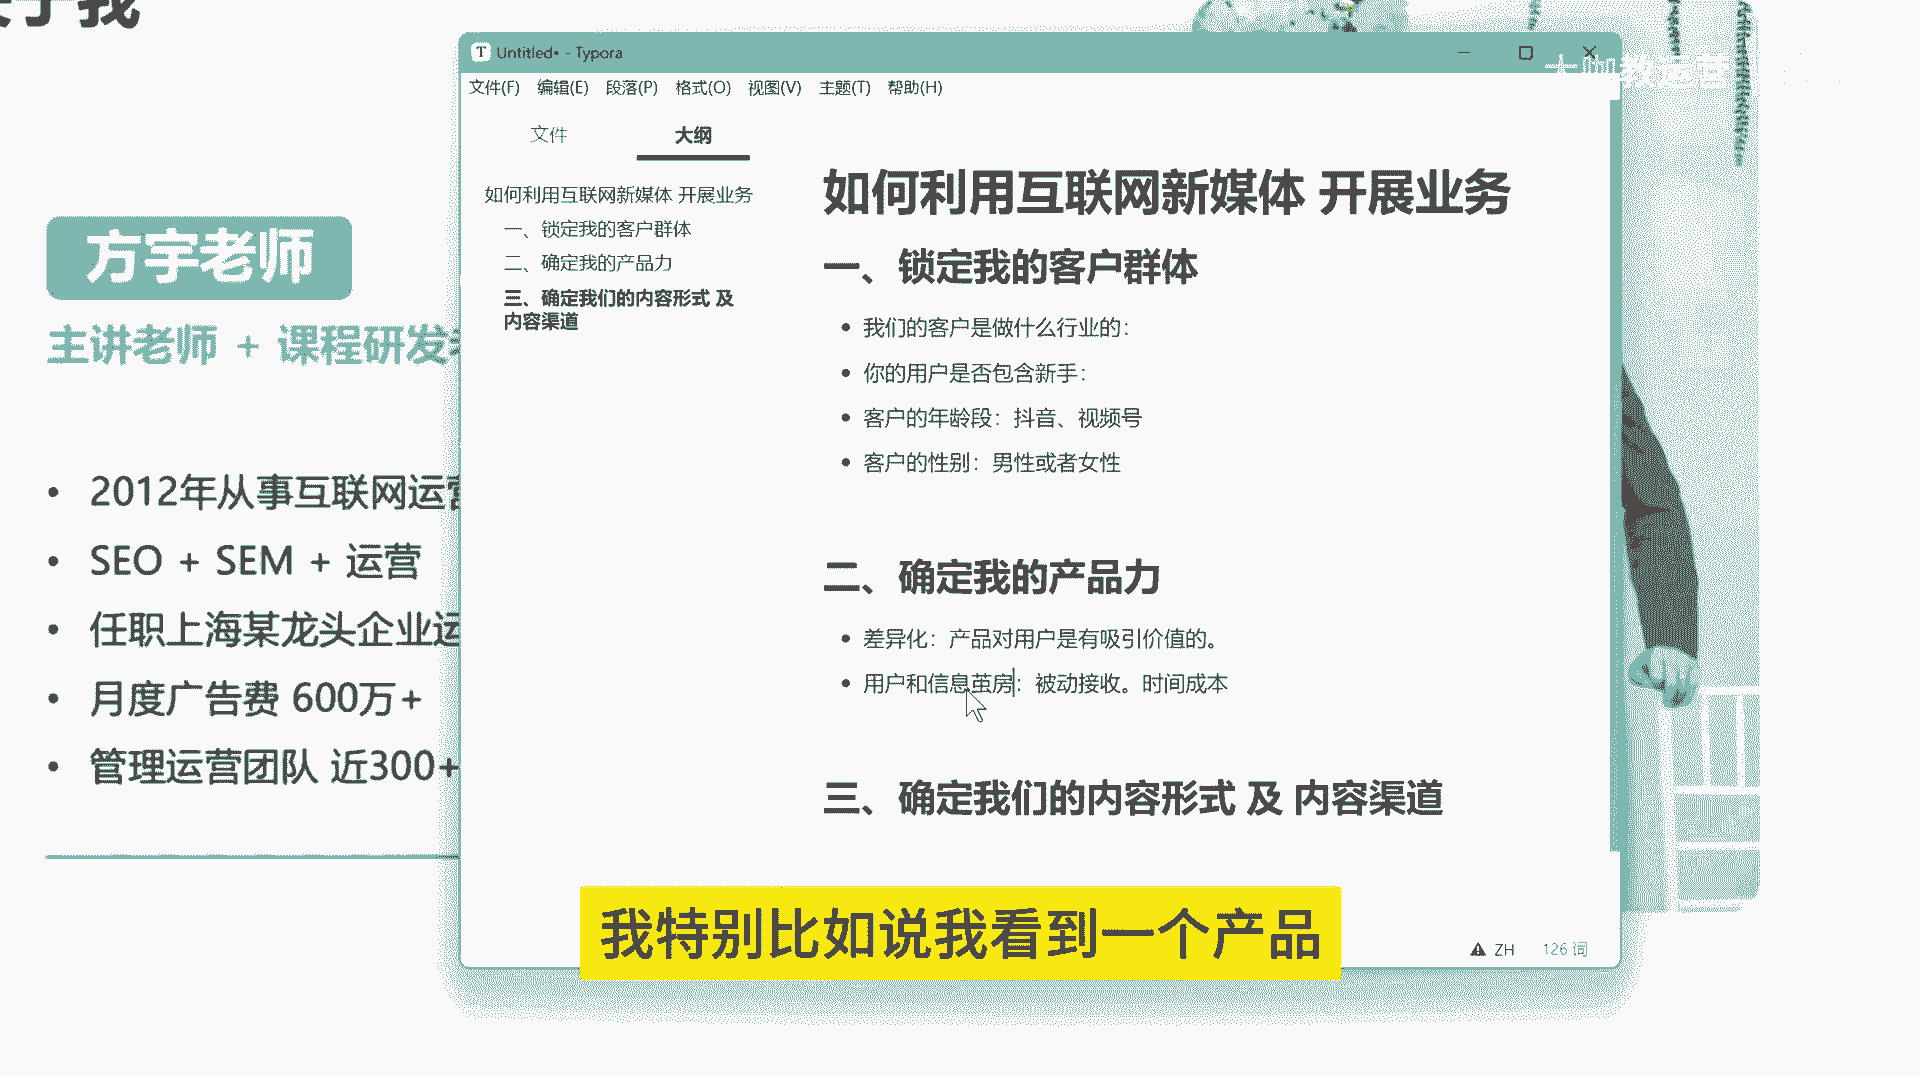 于我
方宇老师
主讲老师 + 课程研发
2012年从事互联网运营
SEO + SEM + 运营
任职上海某龙头企业运
月度广告费 600万+
管理运营团队 近300+
Untitled• - Typora
文件(F) 编辑(E) 段落(P) 格式(O) 视图(V) 主题(T) 帮助(H)
文件 大纲
如何利用互联网新媒体 开展业务
一、锁定我的客户群体
二、确定我的产品力
三、确定我们的内容形式 及
内容渠道
如何利用互联网新媒体 开展业务
一、锁定我的客户群体
我们的客户是做什么行业的：
你的用户是否包含新手：
客户的年龄段：抖音、视频号
客户的性别：男性或者女性
二、确定我的产品力
差异化：产品对用户是有吸引价值的。
用户和信息茧房：被动接收。时间成本
三、确定我们的内容形式 及 内容渠道
ZH 126 词
我特别比如说我看到一个产品